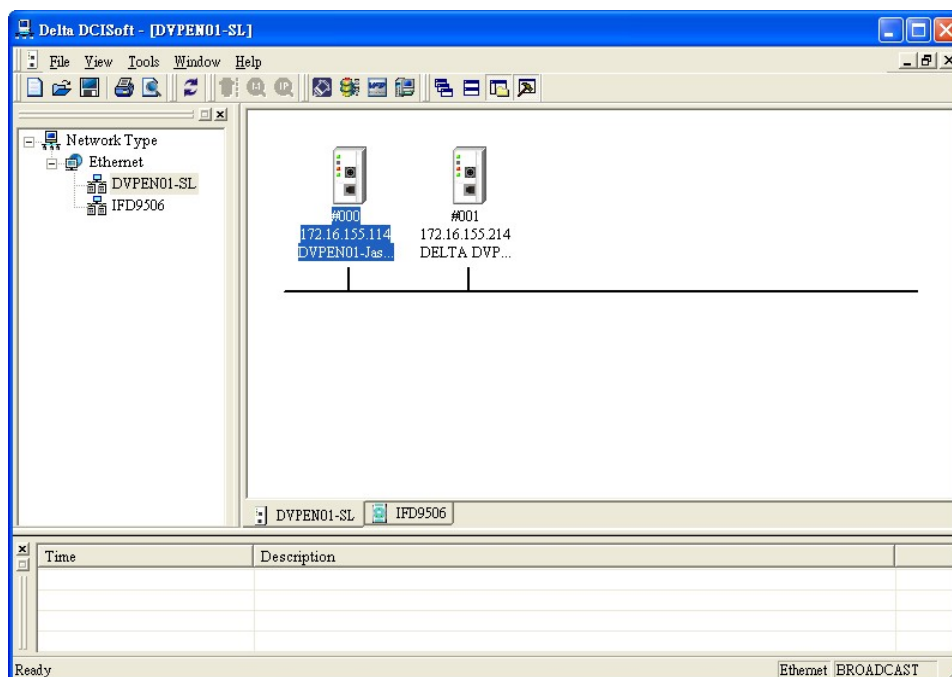 Delta DCISoft - [DVPEN01-SL]
File View Tools Window Help
Network Type
Ethernet
DVPEN01-SL
IFD9506
#000
172.16.155.114
DVPEN01-Jas...
#001
172.16.155.214
DELTA DVP...
DVPEN01-SL IFD9506
Time Description
Ready Ethernet BROADCAST